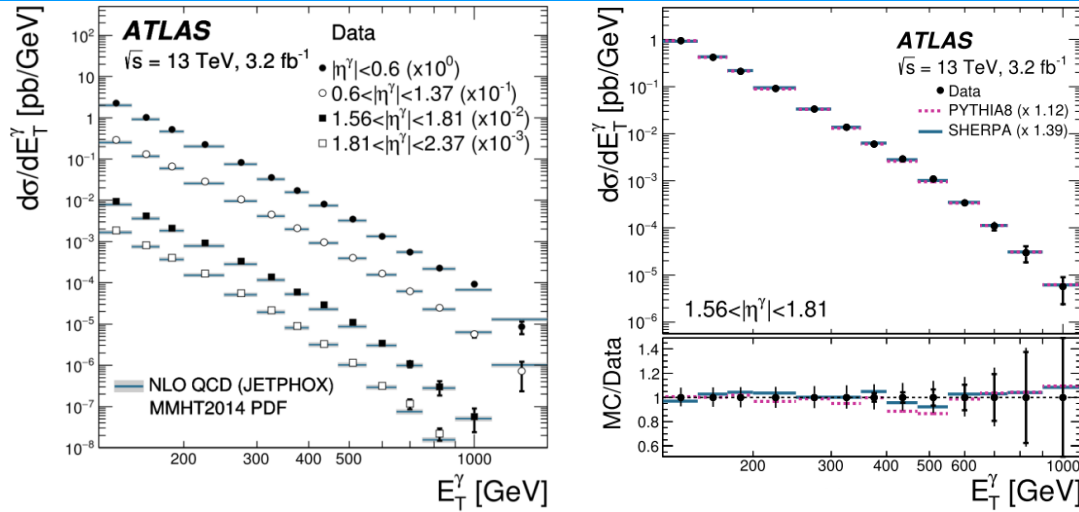 ATLAS
√s = 13 TeV, 3.2 fb⁻¹
Data
|ηᵞ|<0.6 (x10⁰)
0.6<|ηᵞ|<1.37 (x10⁻¹)
1.56<|ηᵞ|<1.81 (x10⁻²)
1.81<|ηᵞ|<2.37 (x10⁻³)
dσ/dE_T^γ [pb/GeV]
10²
10
1
10⁻¹
10⁻²
10⁻³
10⁻⁴
10⁻⁵
10⁻⁶
10⁻⁷
10⁻⁸
NLO QCD (JETPHOX)
MMHT2014 PDF
200 300 400 500 1000
E_T^γ [GeV]
ATLAS
√s = 13 TeV, 3.2 fb⁻¹
Data
PYTHIA8 (x 1.12)
SHERPA (x 1.39)
dσ/dE_T^γ [pb/GeV]
1
10⁻¹
10⁻²
10⁻³
10⁻⁴
10⁻⁵
10⁻⁶
1.56<|ηᵞ|<1.81
MC/Data
1.4
1.2
1
0.8
0.6
200 300 400 500 600 1000
E_T^γ [GeV]